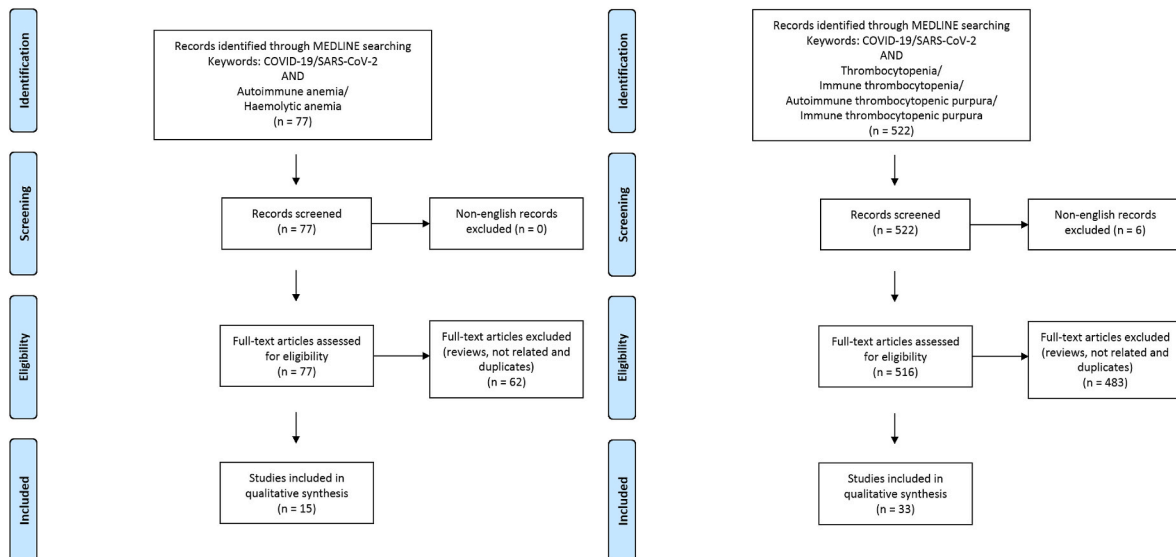 Identification
Records identified through MEDLINE searching
Keywords: COVID-19/SARS-CoV-2
AND
Autoimmune anemia/
Haemolytic anemia
(n = 77)
Screening
Records screened
(n = 77)
Non-english records
excluded (n = 0)
Eligibility
Full-text articles assessed
for eligibility
(n = 77)
Full-text articles excluded
(reviews, not related and
duplicates)
(n = 62)
Included
Studies included in
qualitative synthesis
(n = 15)
Identification
Records identified through MEDLINE searching
Keywords: COVID-19/SARS-CoV-2
AND
Thrombocytopenia/
Immune thrombocytopenia/
Autoimmune thrombocytopenic purpura/
Immune thrombocytopenic purpura
(n = 522)
Screening
Records screened
(n = 522)
Non-english records
excluded (n = 6)
Eligibility
Full-text articles assessed
for eligibility
(n = 516)
Full-text articles excluded
(reviews, not related and
duplicates)
(n = 483)
Included
Studies included in
qualitative synthesis
(n = 33)